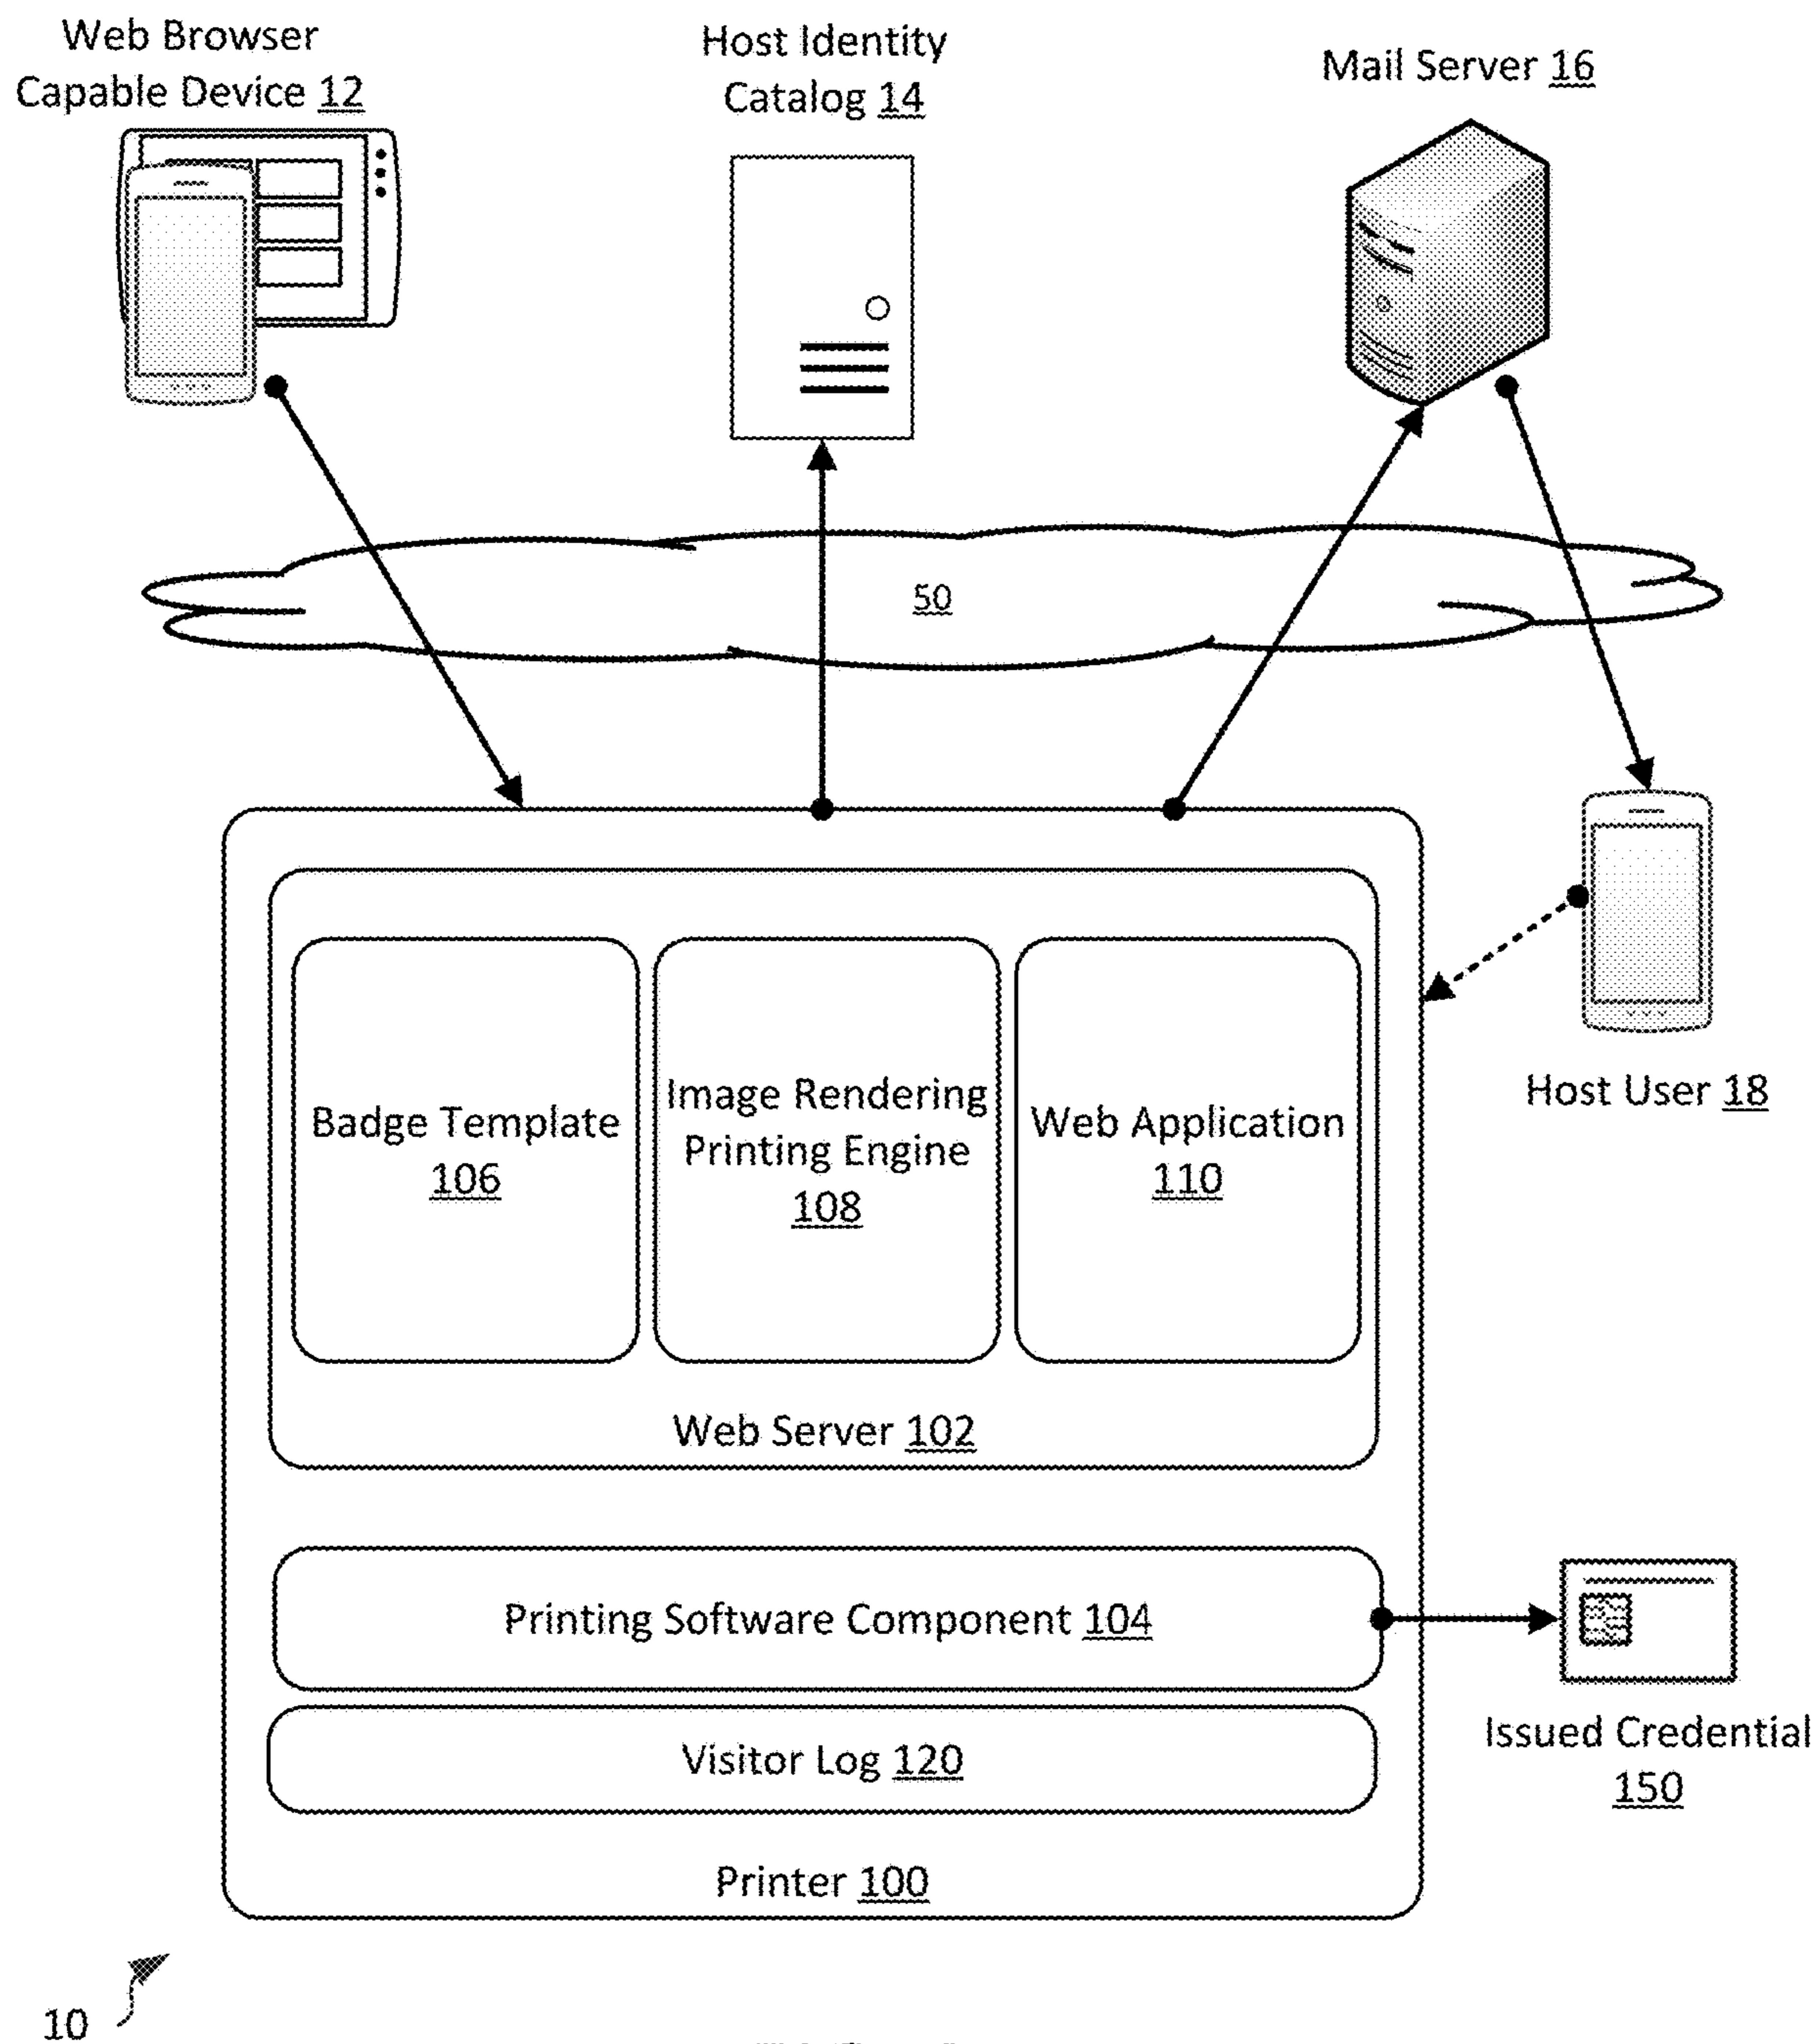 Web Browser
Capable Device 12
Host Identity
Catalog 14
Mail Server 16
50
Host User 18
Badge Template
106
Image Rendering
Printing Engine
108
Web Application
110
Web Server 102
Printing Software Component 104
Visitor Log 120
Printer 100
Issued Credential
150
10